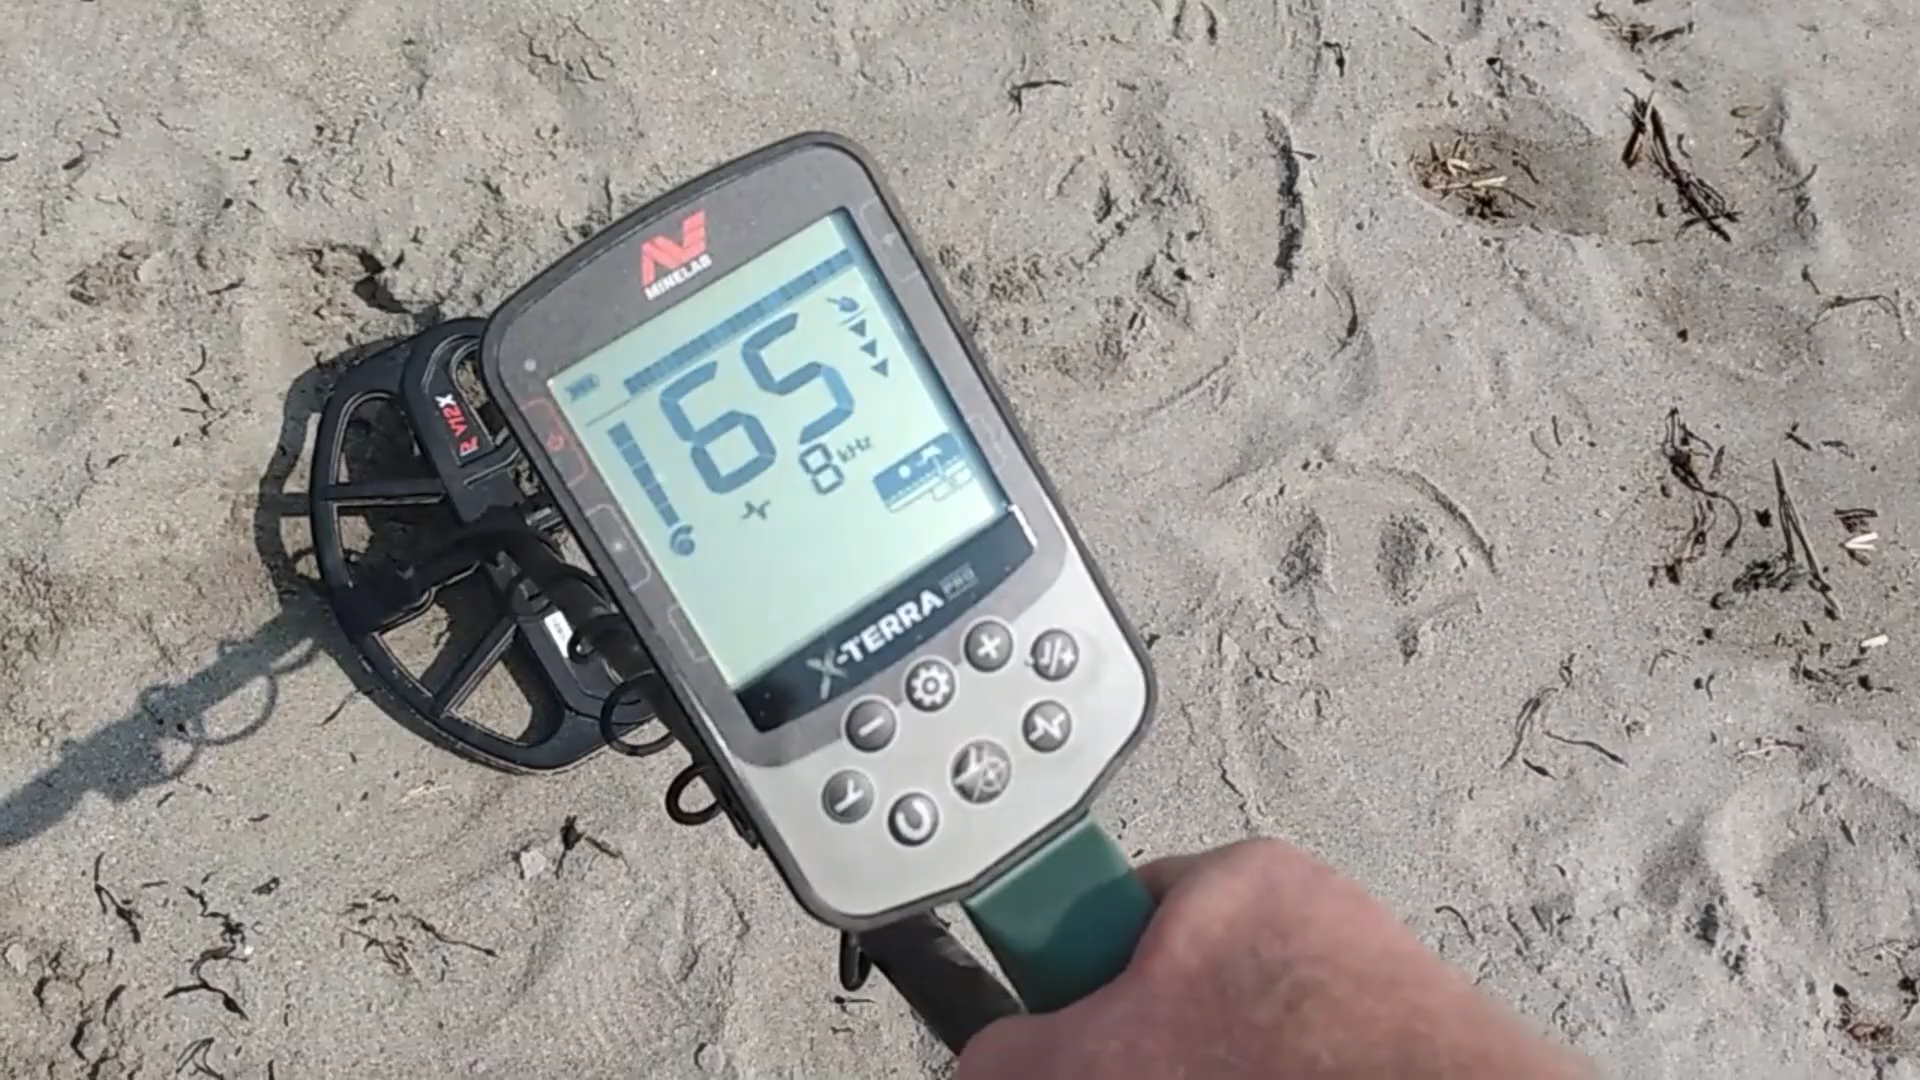 MINELAB
65
8 kHz
X-TERRA PRO
V12X